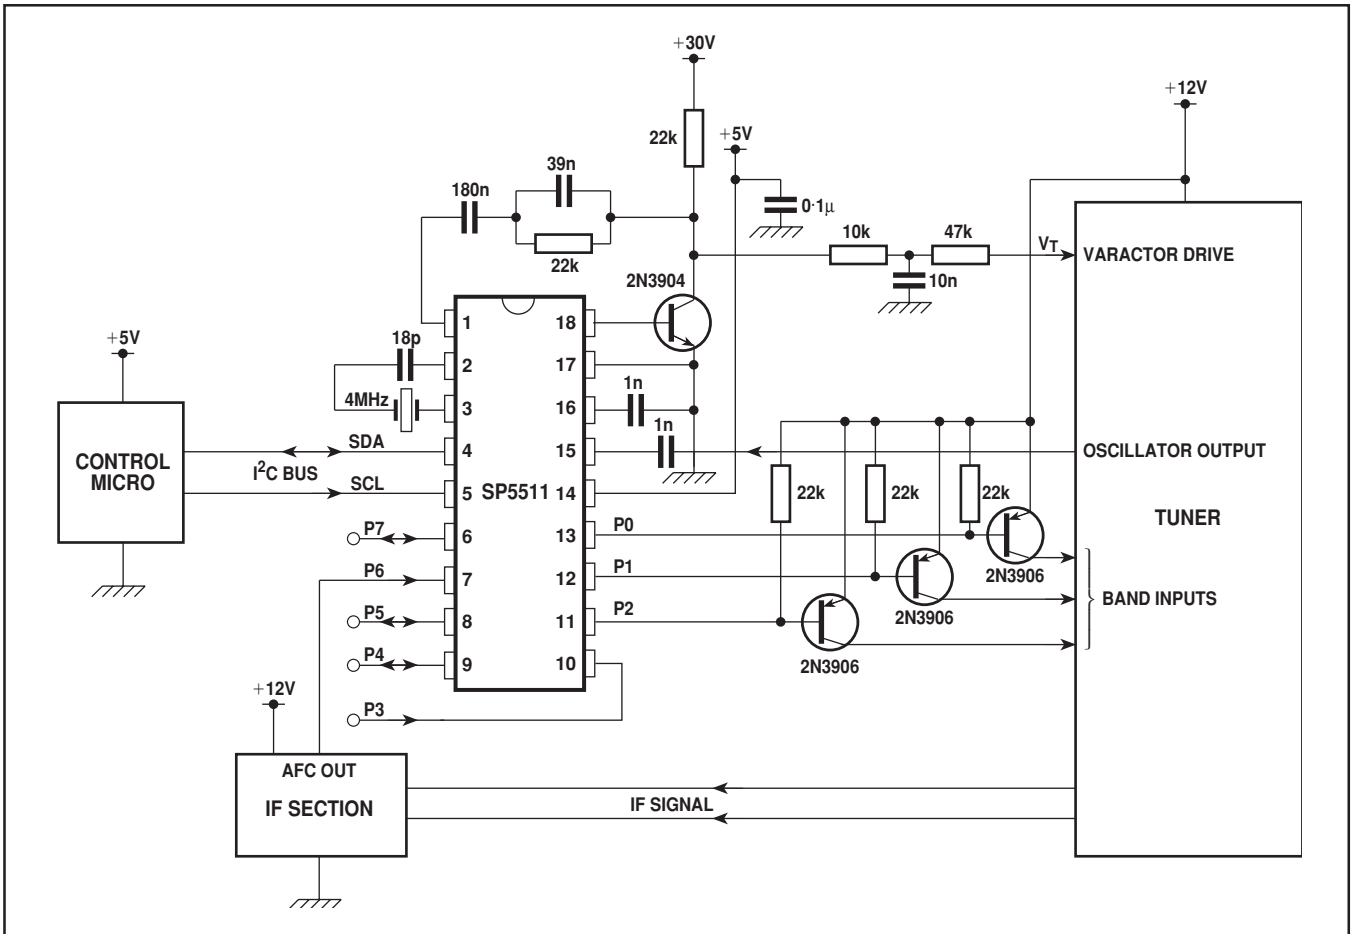 +30V
+12V
22k
+5V
39n
180n
0·1µ
10k
47k
VT
VARACTOR DRIVE
22k
2N3904
10n
1
18
+5V
18p
2
17
1n
4MHz
3
16
1n
SDA
4
15
OSCILLATOR OUTPUT
CONTROL
MICRO
I²C BUS
SCL
5
SP5511
14
22k
22k
22k
TUNER
P7
6
13
P0
P6
7
12
P1
2N3906
BAND INPUTS
P5
8
11
P2
2N3906
P4
9
10
2N3906
+12V
P3
AFC OUT
IF SECTION
IF SIGNAL